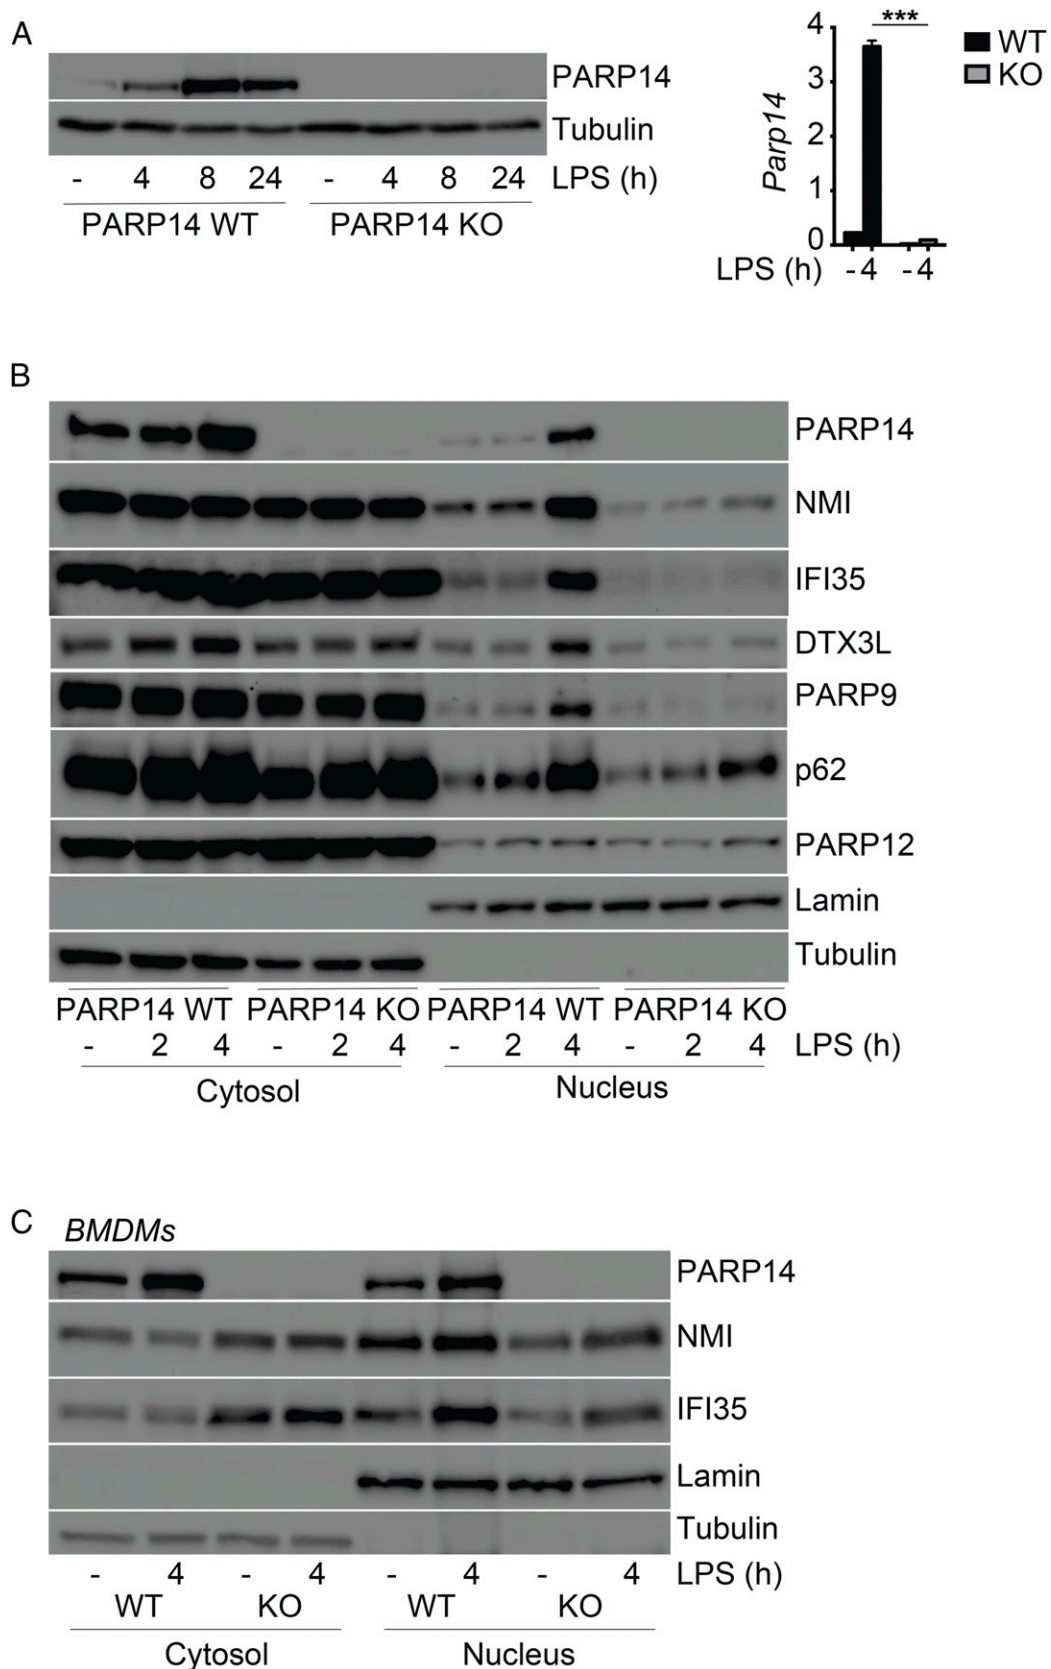 A
PARP14
Tubulin
- 4 8 24 - 4 8 24 LPS (h)
PARP14 WT PARP14 KO
4
3
2
1
0
Parp14
***
WT
KO
LPS (h) - 4 - 4
B
PARP14
NMI
IFI35
DTX3L
PARP9
p62
PARP12
Lamin
Tubulin
PARP14 WT PARP14 KO PARP14 WT PARP14 KO
- 2 4 - 2 4 - 2 4 - 2 4 LPS (h)
Cytosol Nucleus
C
BMDMs
PARP14
NMI
IFI35
Lamin
Tubulin
- 4 - 4 - 4 - 4 LPS (h)
WT KO WT KO
Cytosol Nucleus